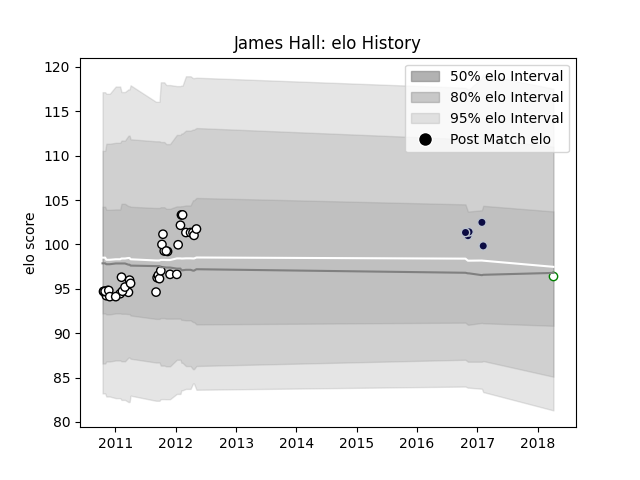 James Hall: elo History
120
115
110
105
100
95
90
85
80
elo score
50% elo Interval
80% elo Interval
95% elo Interval
Post Match elo
2011 2012 2013 2014 2015 2016 2017 2018